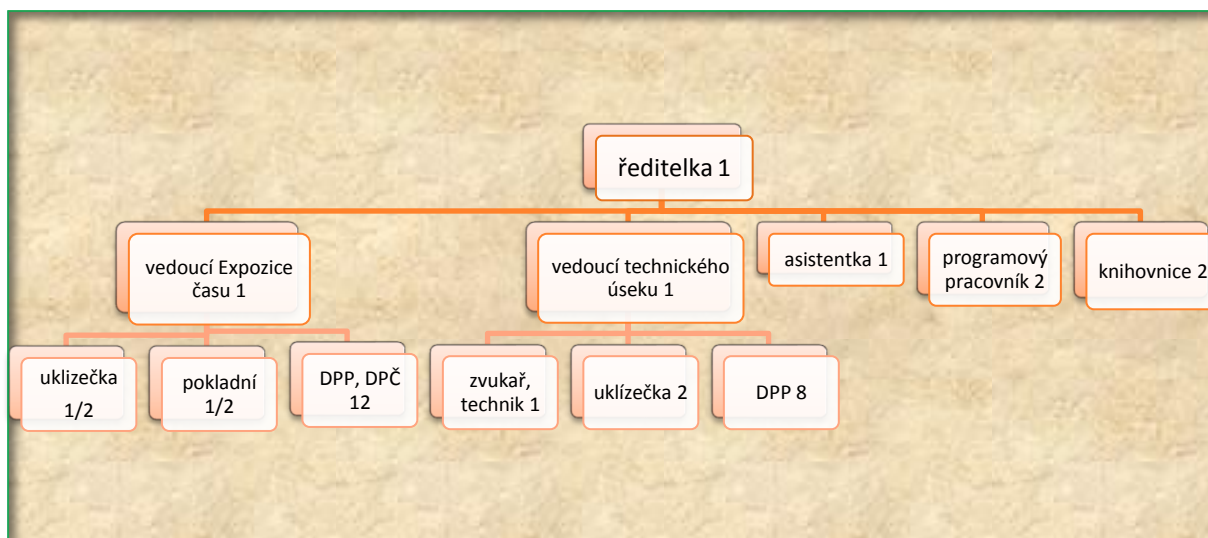 ředitelka 1
vedoucí Expozice
času 1
vedoucí technického
úseku 1
asistentka 1
programový
pracovník 2
knihovnice 2
uklizečka
1/2
pokladní
1/2
DPP, DPČ
12
zvukař,
technik 1
uklízečka 2
DPP 8